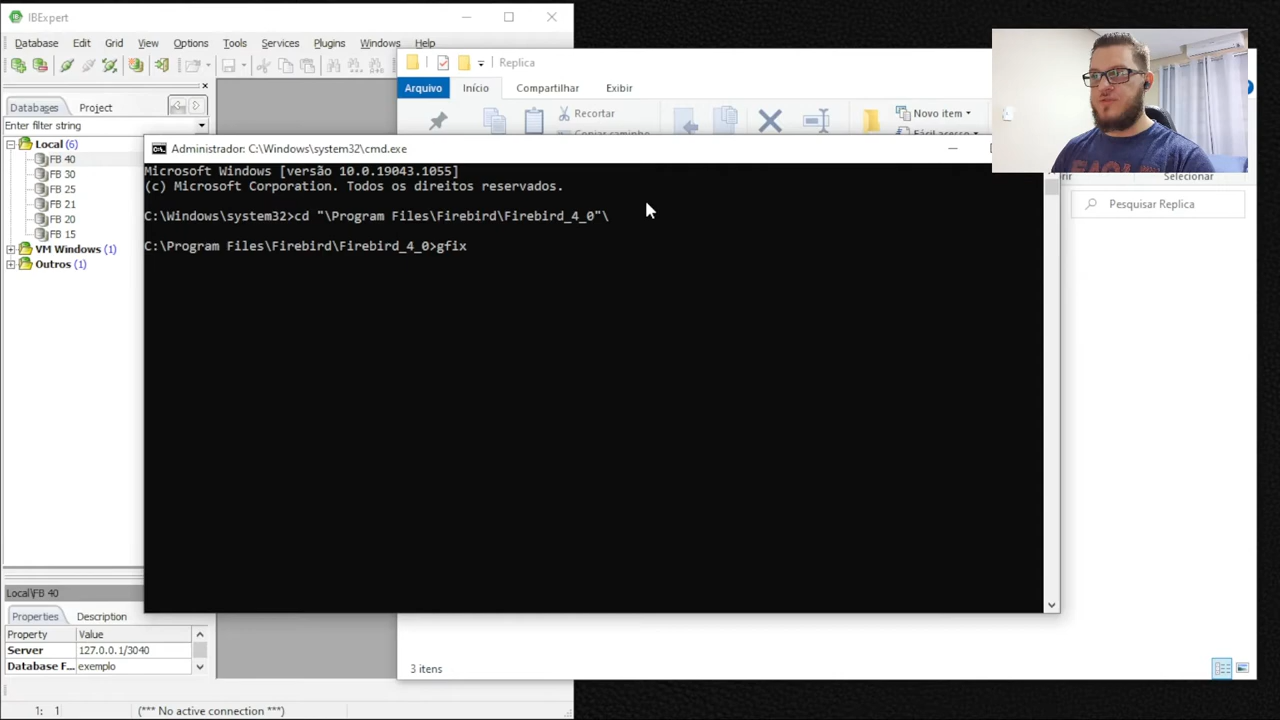 IBExpert
Database Edit Grid View Options Tools Services Plugins Windows Help
Databases Project
Enter filter string
Local (6)
FB 40
FB 30
FB 25
FB 21
FB 20
FB 15
VM Windows (1)
Outros (1)
Local\FB 40
Properties Description
Property Value
Server 127.0.0.1/3040
Database F... exemplo
1: 1 (*** No active connection ***)
Replica
Arquivo Início Compartilhar Exibir
Recortar
Copiar caminho
Novo item
Fácil acesso
Selecionar
Pesquisar Replica
3 itens
Administrador: C:\Windows\system32\cmd.exe
Microsoft Windows [versão 10.0.19043.1055]
(c) Microsoft Corporation. Todos os direitos reservados.
C:\Windows\system32>cd "\Program Files\Firebird\Firebird_4_0"\
C:\Program Files\Firebird\Firebird_4_0>gfix